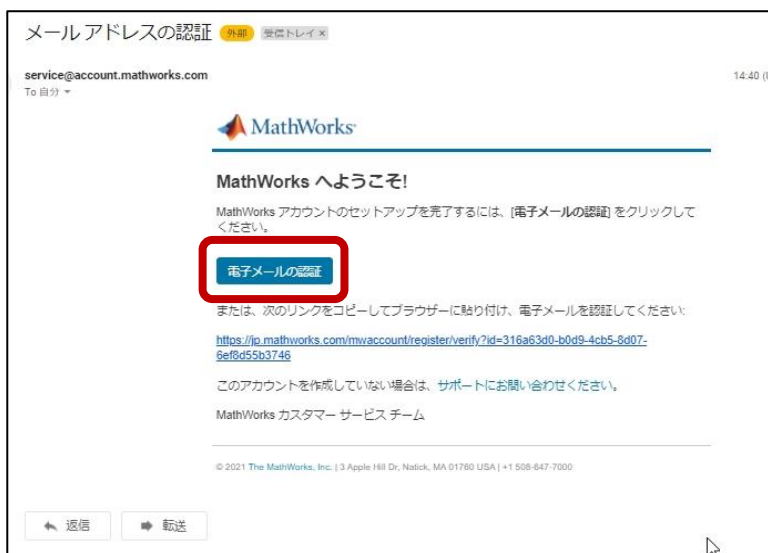 メール アドレスの認証 外部 受信トレイ ×
service@account.mathworks.com 14:40
To 自分
MathWorks
MathWorks へようこそ!
MathWorks アカウントのセットアップを完了するには、[電子メールの認証] をクリックして
ください。
電子メールの認証
または、次のリンクをコピーしてブラウザーに貼り付け、電子メールを認証してください:
https://jp.mathworks.com/mwaccount/register/verify?id=316a63d0-b0d9-4cb5-8d07-
6ef8d55b3746
このアカウントを作成していない場合は、サポートにお問い合わせください。
MathWorks カスタマー サービス チーム
© 2021 The MathWorks, Inc. | 3 Apple Hill Dr, Natick, MA 01760 USA | +1 508-647-7000
返信 転送